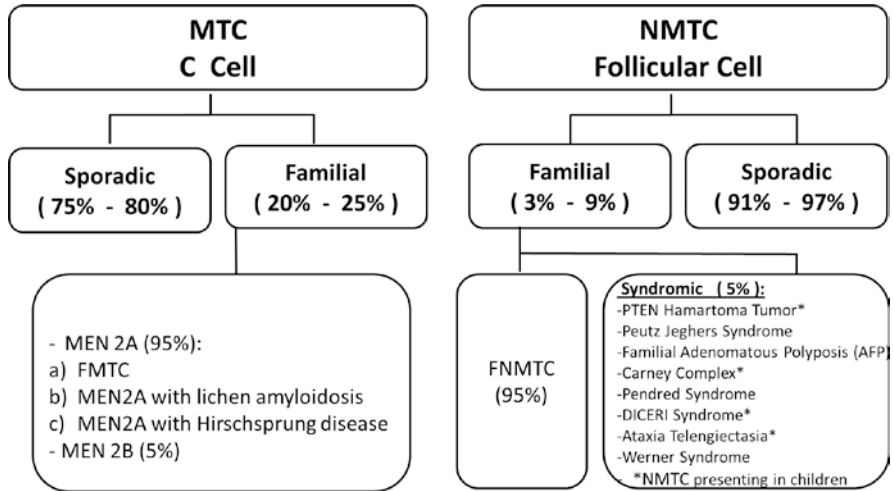 MTC
C Cell
Sporadic
( 75% - 80% )
Familial
( 20% - 25% )
- MEN 2A (95%):
a) FMTC
b) MEN2A with lichen amyloidosis
c) MEN2A with Hirschsprung disease
- MEN 2B (5%)
NMTC
Follicular Cell
Familial
( 3% - 9% )
Sporadic
( 91% - 97% )
FNMTC
(95%)
Syndromic ( 5% ):
-PTEN Hamartoma Tumor*
-Peutz Jeghers Syndrome
-Familial Adenomatous Polyposis (AFP)
-Carney Complex*
-Pendred Syndrome
-DICERI Syndrome*
-Ataxia Telengiectasia*
-Werner Syndrome
- *NMTC presenting in children